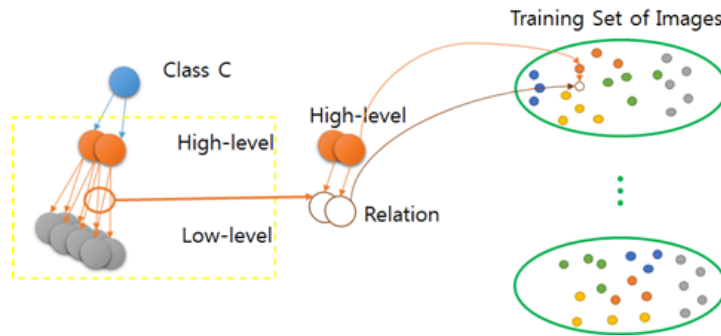 Training Set of Images
Class C
High-level
High-level
Relation
Low-level